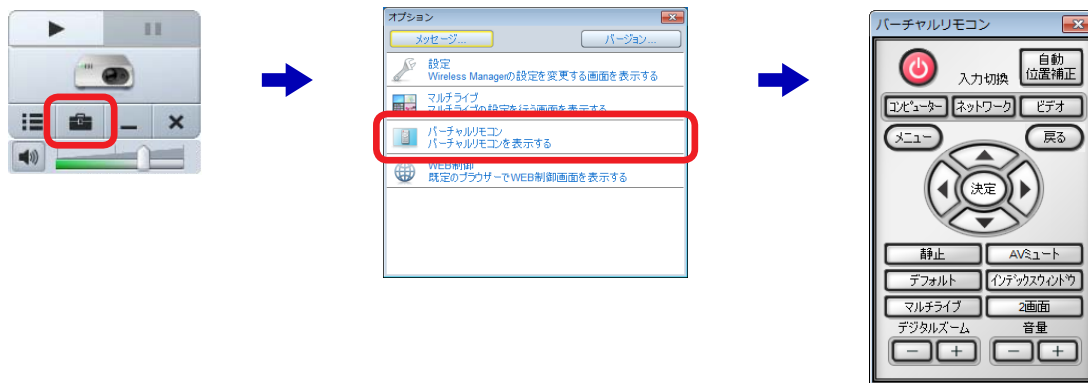 オプション
メッセージ...
バージョン...
設定
Wireless Managerの設定を変更する画面を表示する
マルチライブ
マルチライブの設定を行う画面を表示する
バーチャルリモコン
バーチャルリモコンを表示する
WEB制御
既定のブラウザーでWEB制御画面を表示する
バーチャルリモコン
入力切換
自動
位置補正
コンピューター
ネットワーク
ビデオ
メニュー
戻る
決定
静止
AVミュート
デフォルト
インデックスウィンドウ
マルチライブ
2画面
デジタルズーム
音量
- + - +